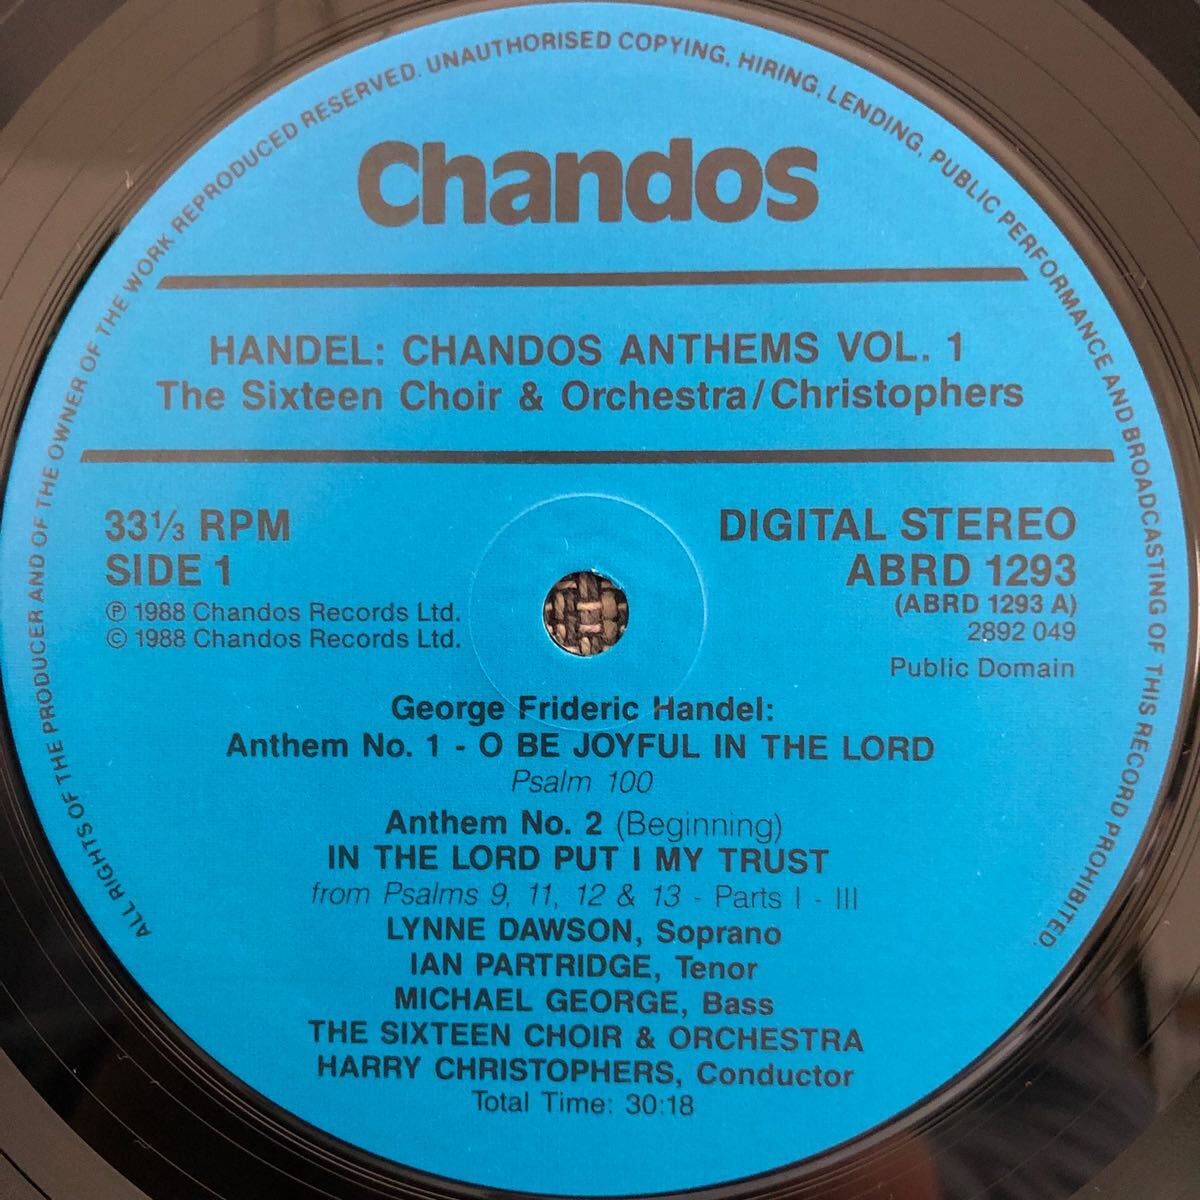 ALL RIGHTS OF THE PRODUCER AND OF THE OWNER OF THE WORK REPRODUCED RESERVED. UNAUTHORISED COPYING, HIRING, LENDING, PUBLIC PERFORMANCE AND BROADCASTING OF THIS RECORD PROHIBITED.
Chandos
HANDEL: CHANDOS ANTHEMS VOL. 1
The Sixteen Choir & Orchestra/Christophers
33⅓ RPM
SIDE 1
℗ 1988 Chandos Records Ltd.
© 1988 Chandos Records Ltd.
DIGITAL STEREO
ABRD 1293
(ABRD 1293 A)
2892 049
Public Domain
George Frideric Handel:
Anthem No. 1 - O BE JOYFUL IN THE LORD
Psalm 100
Anthem No. 2 (Beginning)
IN THE LORD PUT I MY TRUST
from Psalms 9, 11, 12 & 13 - Parts I - III
LYNNE DAWSON, Soprano
IAN PARTRIDGE, Tenor
MICHAEL GEORGE, Bass
THE SIXTEEN CHOIR & ORCHESTRA
HARRY CHRISTOPHERS, Conductor
Total Time: 30:18